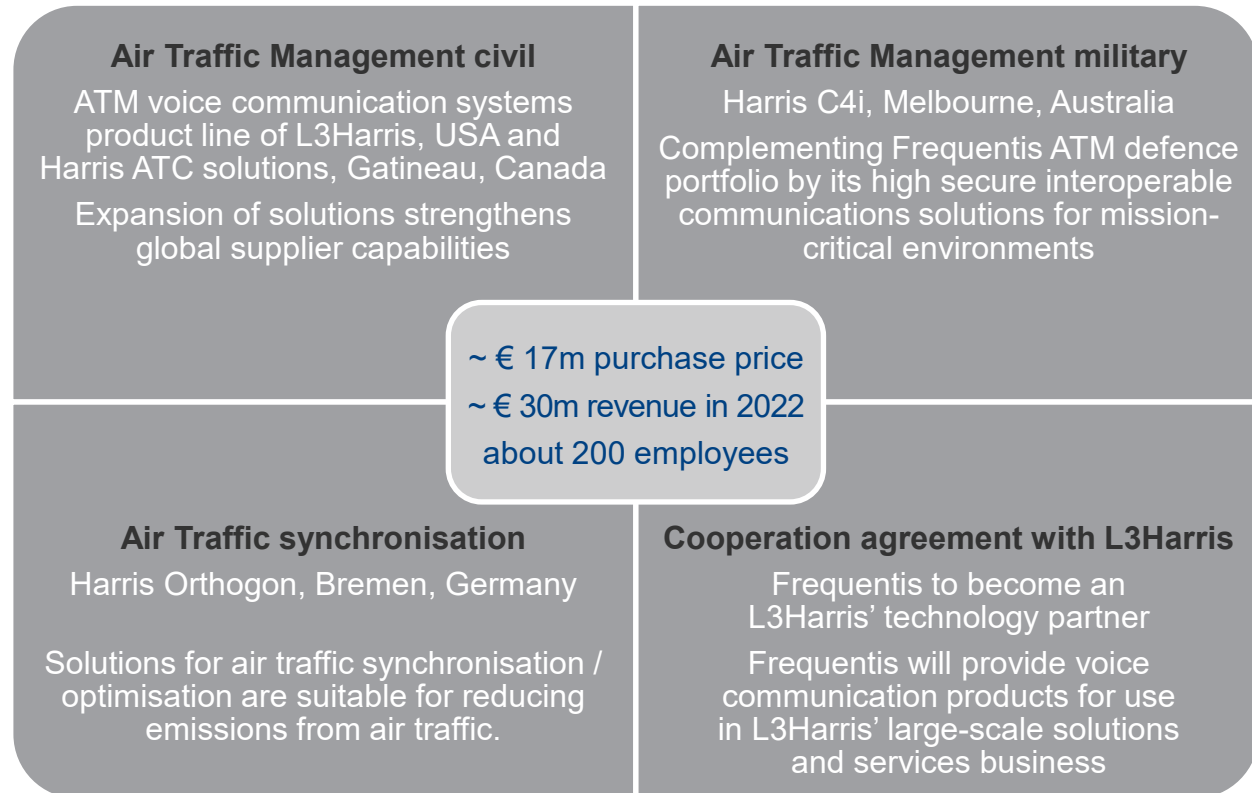 Air Traffic Management civil
ATM voice communication systems
product line of L3Harris, USA and
Harris ATC solutions, Gatineau, Canada
Expansion of solutions strengthens
global supplier capabilities
Air Traffic Management military
Harris C4i, Melbourne, Australia
Complementing Frequentis ATM defence
portfolio by its high secure interoperable
communications solutions for mission-
critical environments
~ € 17m purchase price
~ € 30m revenue in 2022
about 200 employees
Air Traffic synchronisation
Harris Orthogon, Bremen, Germany
Solutions for air traffic synchronisation /
optimisation are suitable for reducing
emissions from air traffic.
Cooperation agreement with L3Harris
Frequentis to become an
L3Harris’ technology partner
Frequentis will provide voice
communication products for use
in L3Harris’ large-scale solutions
and services business